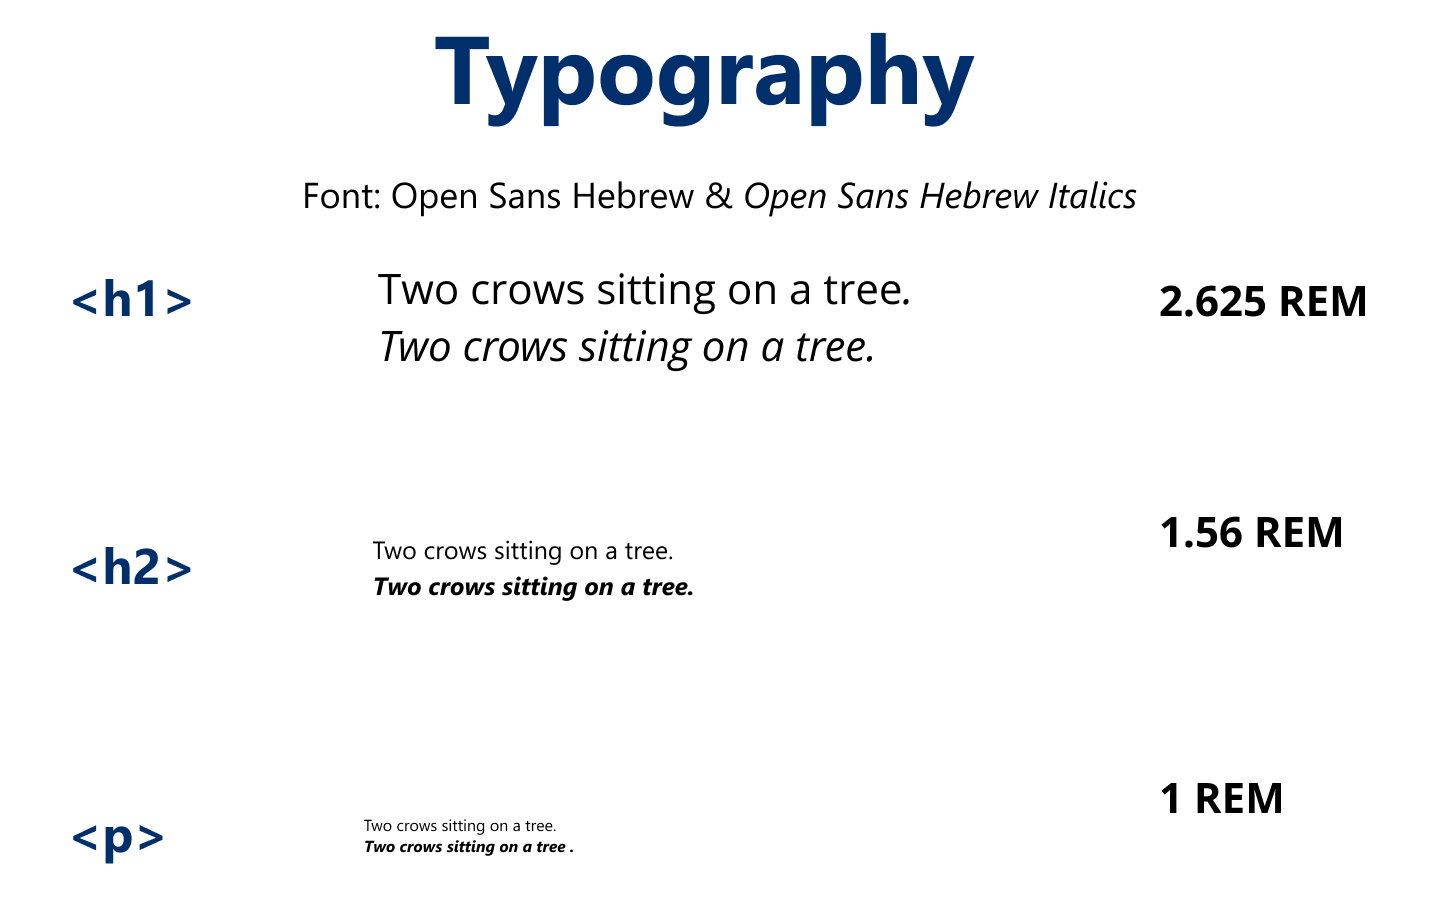 Typography
Font: Open Sans Hebrew & Open Sans Hebrew Italics
<h1>
Two crows sitting on a tree.
Two crows sitting on a tree.
2.625 REM
<h2>
Two crows sitting on a tree.
Two crows sitting on a tree.
1.56 REM
<p>
Two crows sitting on a tree.
Two crows sitting on a tree .
1 REM